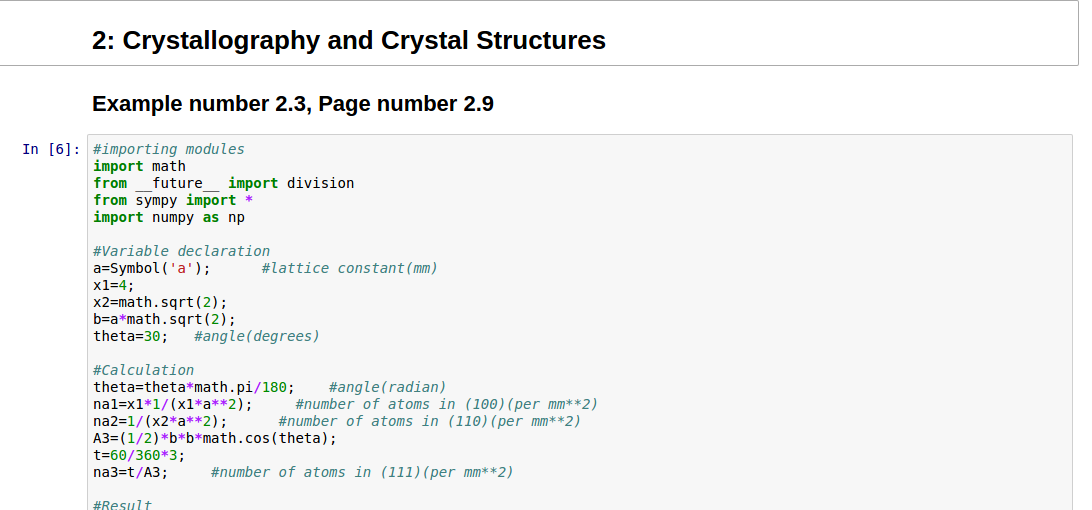 2: Crystallography and Crystal Structures
Example number 2.3, Page number 2.9
In [6]: #importing modules
import math
from __future__ import division
from sympy import *
import numpy as np
#Variable declaration
a=Symbol('a'); #lattice constant(mm)
x1=4;
x2=math.sqrt(2);
b=a*math.sqrt(2);
theta=30; #angle(degrees)
#Calculation
theta=theta*math.pi/180; #angle(radian)
na1=x1*1/(x1*a**2); #number of atoms in (100)(per mm**2)
na2=1/(x2*a**2); #number of atoms in (110)(per mm**2)
A3=(1/2)*b*b*math.cos(theta);
t=60/360*3;
na3=t/A3; #number of atoms in (111)(per mm**2)
#Result